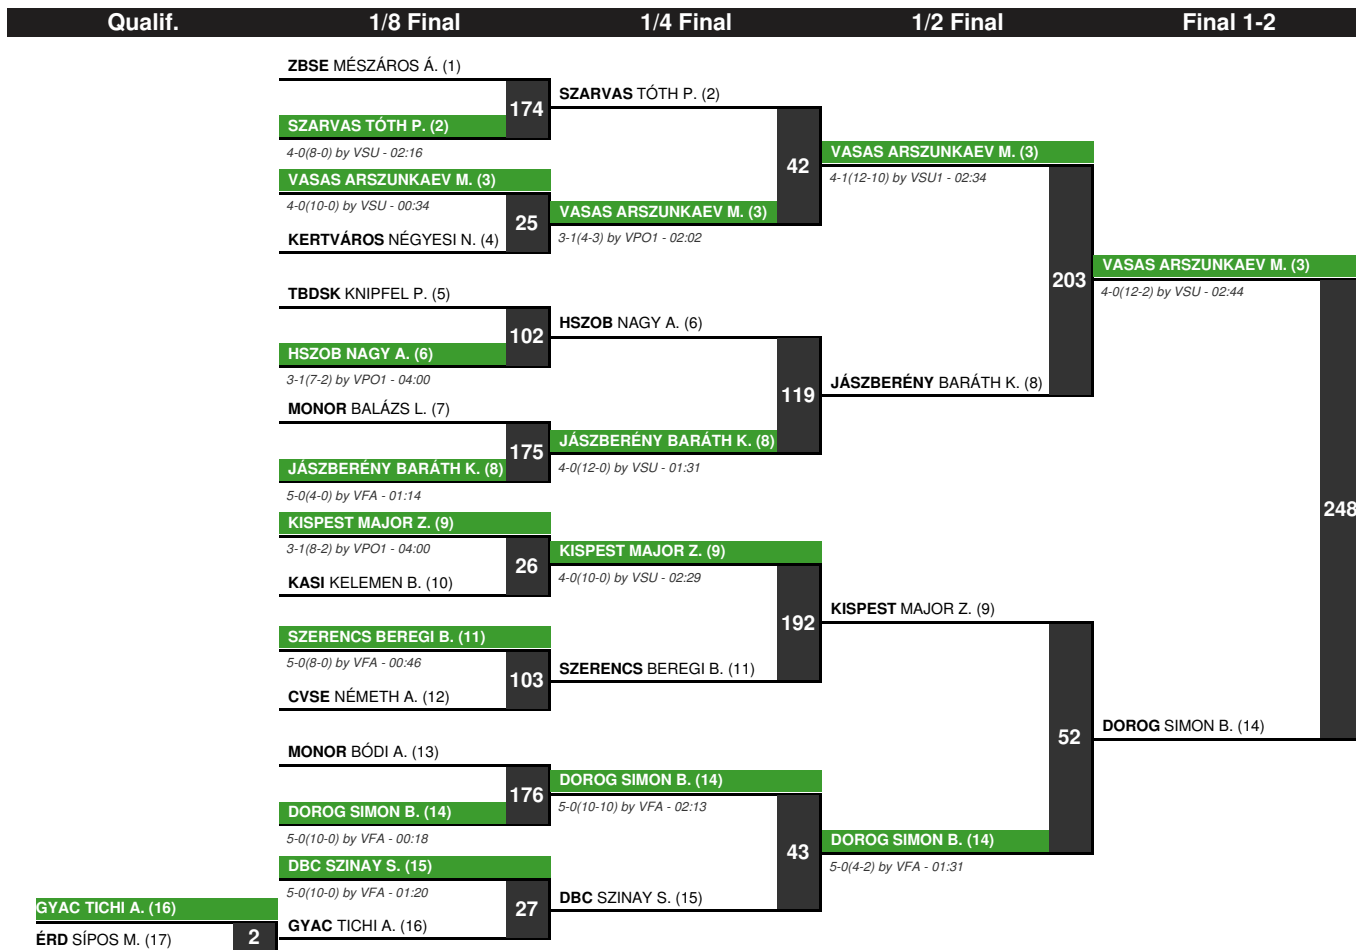 Qualif. 1/8 Final 1/4 Final 1/2 Final Final 1-2
ZBSE MÉSZÁROS Á. (1)
174
SZARVAS TÓTH P. (2)
4-0(8-0) by VSU - 02:16
VASAS ARSZUNKAEV M. (3)
4-0(10-0) by VSU - 00:34
25
KERTVÁROS NÉGYESI N. (4)
TBDSK KNIPFEL P. (5)
102
HSZOB NAGY A. (6)
3-1(7-2) by VPO1 - 04:00
MONOR BALÁZS L. (7)
175
JÁSZBERÉNY BARÁTH K. (8)
5-0(4-0) by VFA - 01:14
KISPEST MAJOR Z. (9)
3-1(8-2) by VPO1 - 04:00
26
KASI KELEMEN B. (10)
SZERENCS BEREGI B. (11)
5-0(8-0) by VFA - 00:46
103
CVSE NÉMETH A. (12)
MONOR BÓDI A. (13)
176
DOROG SIMON B. (14)
5-0(10-0) by VFA - 00:18
DBC SZINAY S. (15)
5-0(10-0) by VFA - 01:20
27
GYAC TICHI A. (16)
GYAC TICHI A. (16)
ÉRD SÍPOS M. (17)
2
SZARVAS TÓTH P. (2)
42
VASAS ARSZUNKAEV M. (3)
3-1(4-3) by VPO1 - 02:02
HSZOB NAGY A. (6)
119
JÁSZBERÉNY BARÁTH K. (8)
4-0(12-0) by VSU - 01:31
KISPEST MAJOR Z. (9)
4-0(10-0) by VSU - 02:29
192
SZERENCS BEREGI B. (11)
DOROG SIMON B. (14)
5-0(10-10) by VFA - 02:13
43
DBC SZINAY S. (15)
VASAS ARSZUNKAEV M. (3)
4-1(12-10) by VSU1 - 02:34
203
JÁSZBERÉNY BARÁTH K. (8)
KISPEST MAJOR Z. (9)
52
DOROG SIMON B. (14)
5-0(4-2) by VFA - 01:31
VASAS ARSZUNKAEV M. (3)
4-0(12-2) by VSU - 02:44
248
DOROG SIMON B. (14)